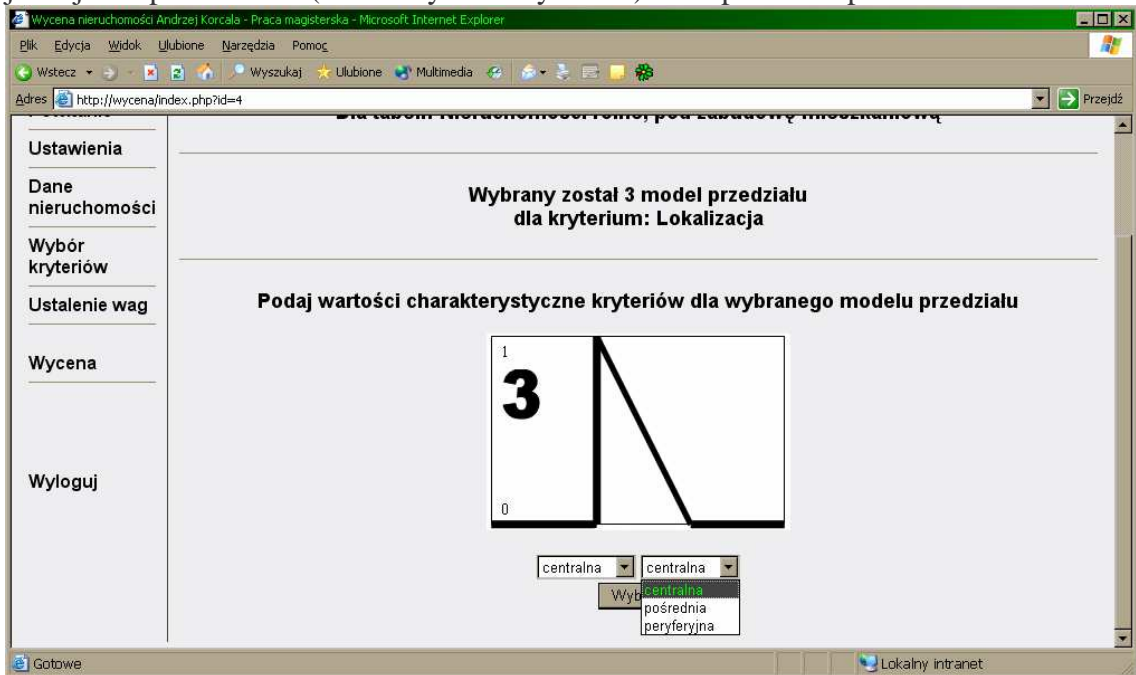 Wycena nieruchomości Andrzej Korcala - Praca magisterska - Microsoft Internet Explorer
Plik Edycja Widok Ulubione Narzędzia Pomoc
Wstecz Wyszukaj Ulubione Multimedia
Adres http://wycena/index.php?id=4 Przejdź
Ustawienia
Dane
nieruchomości
Wybór
kryteriów
Ustalenie wag
Wycena
Wyloguj
Wybrany został 3 model przedziału
dla kryterium: Lokalizacja
Podaj wartości charakterystyczne kryteriów dla wybranego modelu przedziału
1
3
0
centralna centralna
centralna
pośrednia
peryferyjna
Gotowe Lokalny intranet